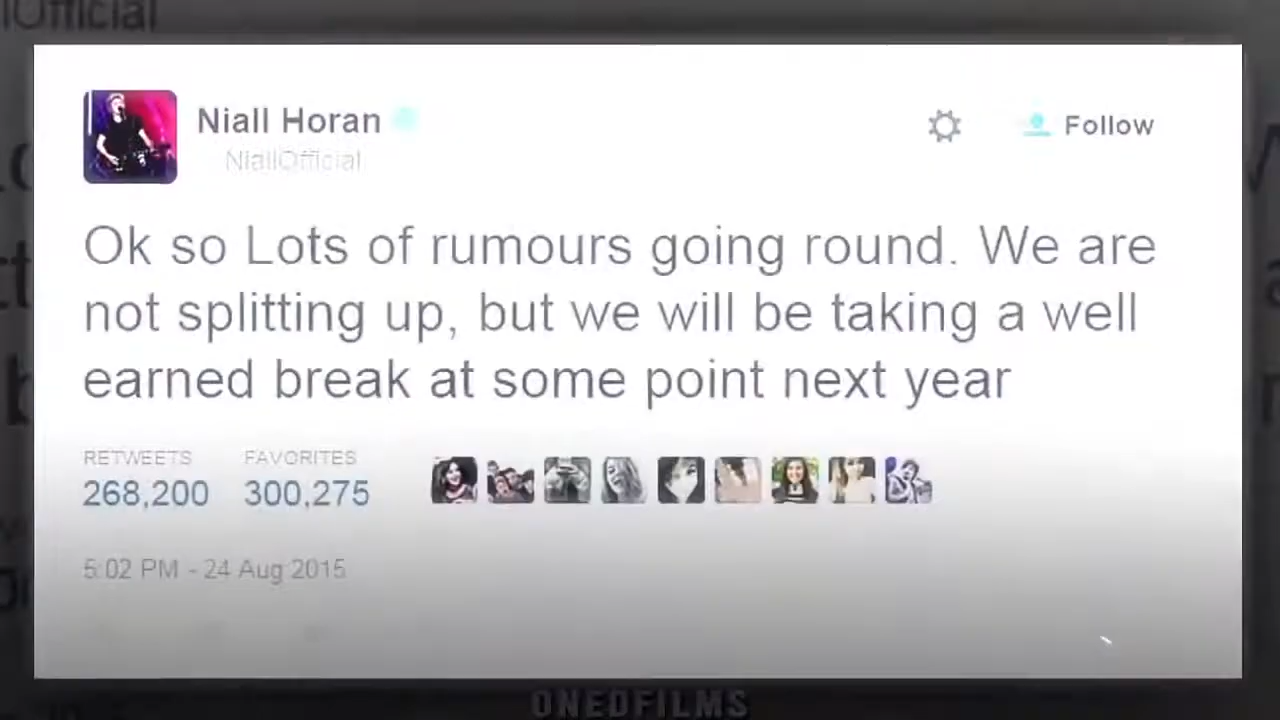 Niall Horan
NiallOfficial
Follow
Ok so Lots of rumours going round. We are
not splitting up, but we will be taking a well
earned break at some point next year
RETWEETS FAVORITES
268,200 300,275
5:02 PM - 24 Aug 2015
ONEDFILMS